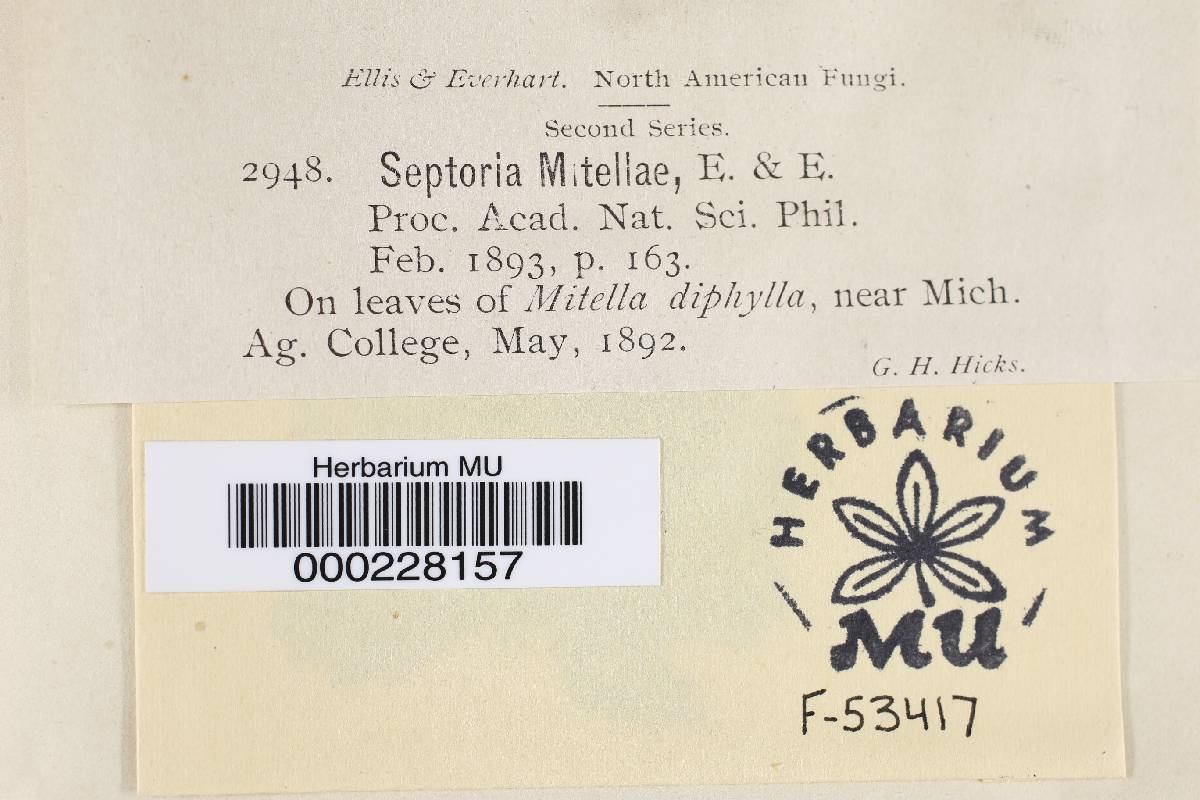 Ellis & Everhart. North American Fungi.
Second Series.
2948. Septoria Mitellae, E. & E.
Proc. Acad. Nat. Sci. Phil.
Feb. 1893, p. 163.
On leaves of Mitella diphylla, near Mich.
Ag. College, May, 1892.
G. H. Hicks.
Herbarium MU
000228157
HERBARIUM
MU
F-53417